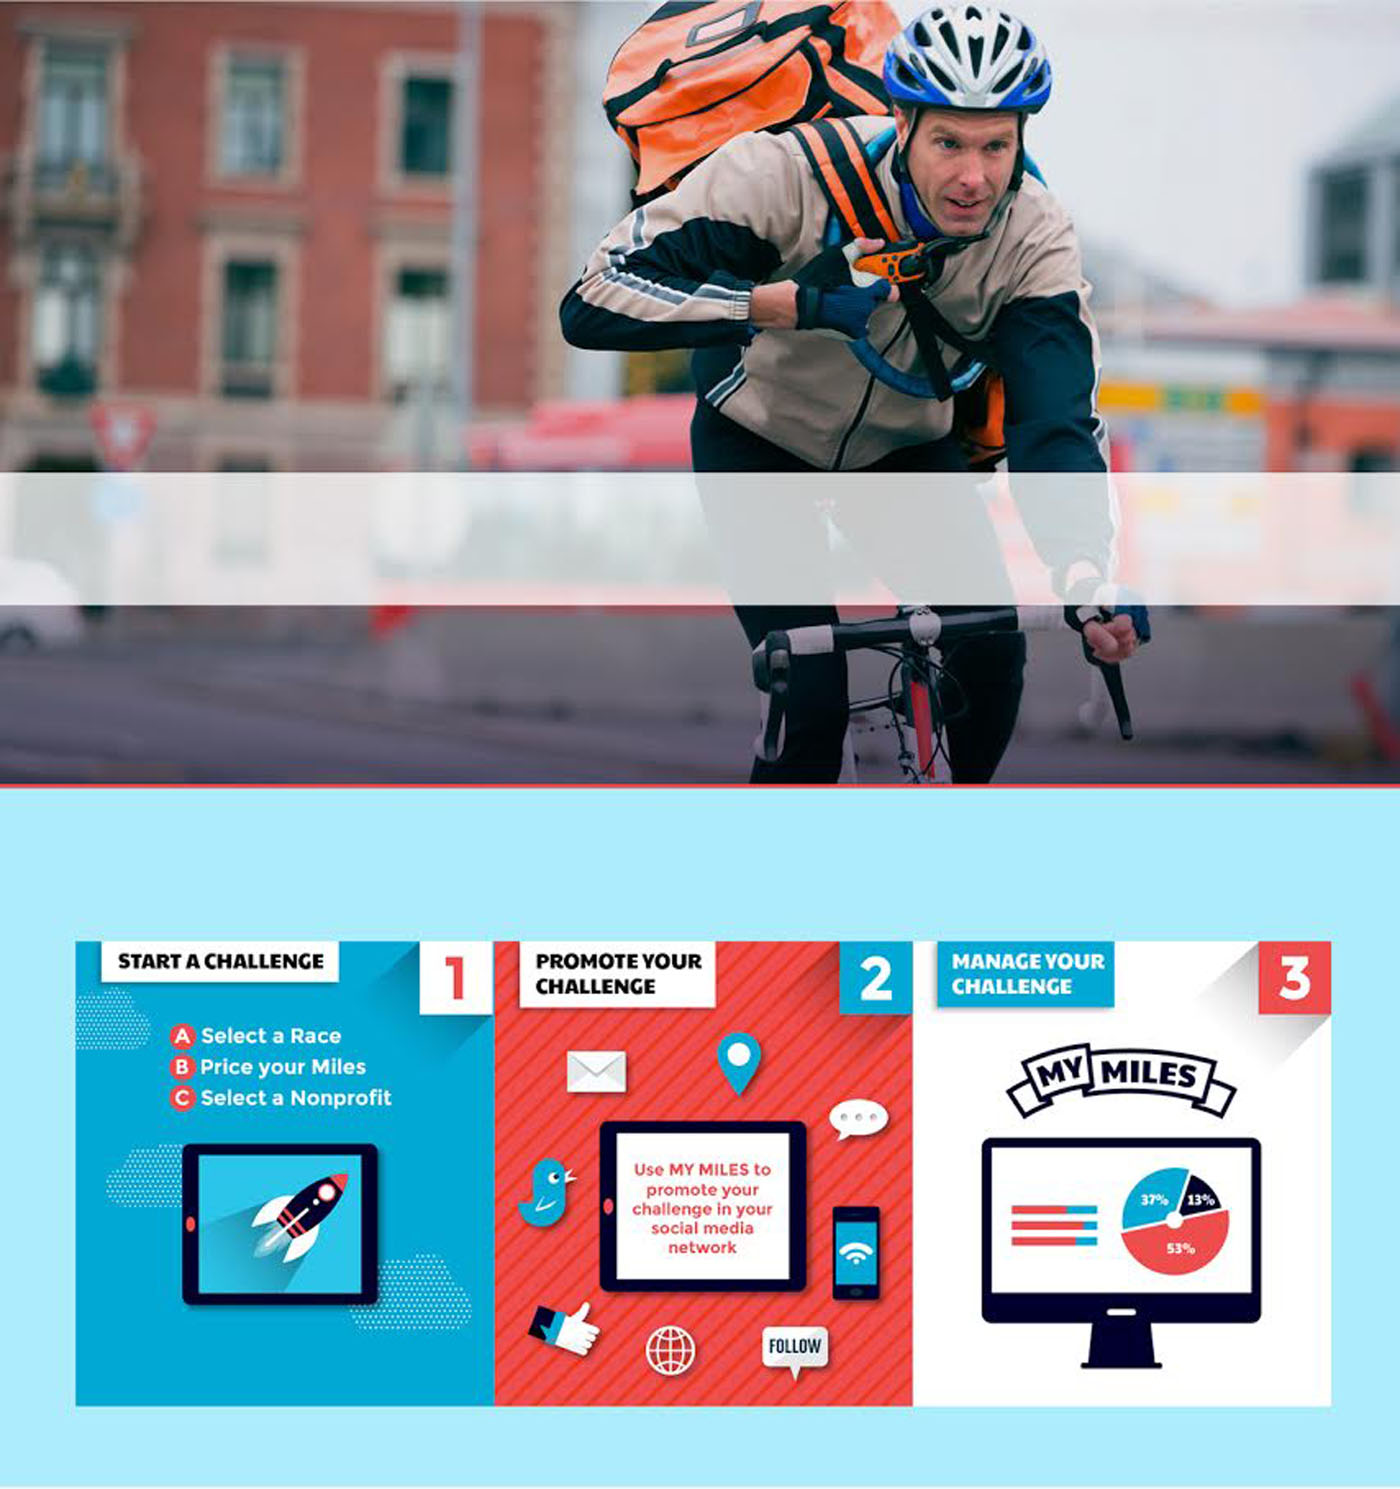 START A CHALLENGE
1
A Select a Race
B Price your Miles
C Select a Nonprofit
PROMOTE YOUR
CHALLENGE
2
Use MY MILES to
promote your
challenge in your
social media
network
FOLLOW
MANAGE YOUR
CHALLENGE
3
MY MILES
37%
13%
53%